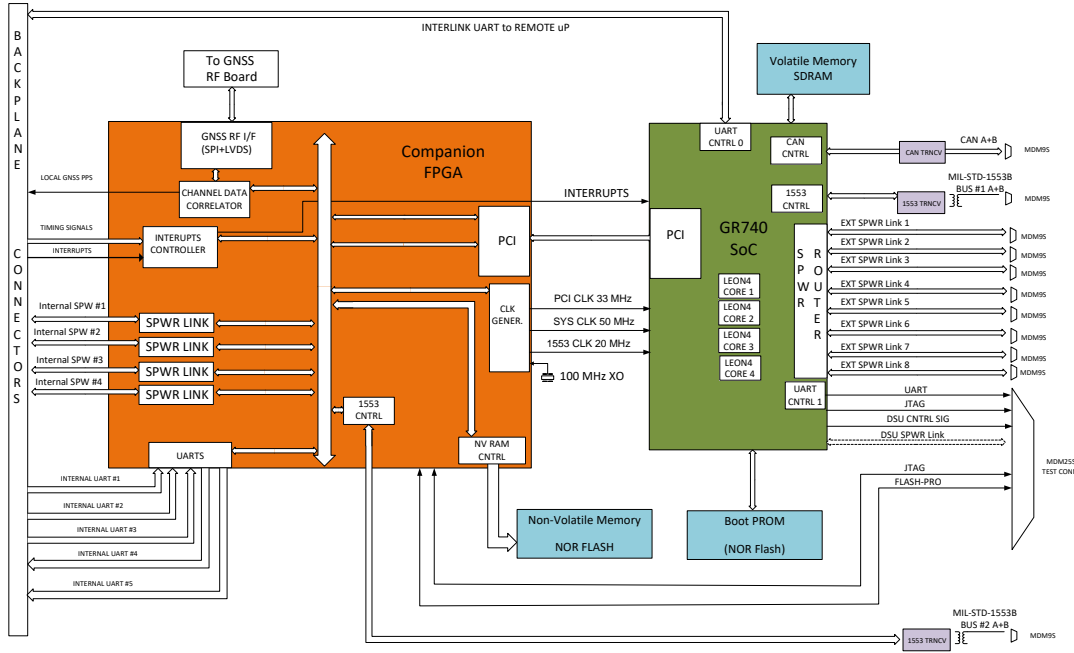 BACKPLANE
CONNECTORS
INTERLINK UART to REMOTE uP
To GNSS
RF Board
Volatile Memory
SDRAM
GNSS RF I/F
(SPI+LVDS)
Companion
FPGA
UART
CNTRL 0
CAN
CNTRL
CAN TRNCV
CAN A+B
MDM9S
LOCAL GNSS PPS
CHANNEL DATA
CORRELATOR
INTERRUPTS
1553
CNTRL
1553 TRNCV
MIL-STD-1553B
BUS #1 A+B
MDM9S
TIMING SIGNALS
INTERUPTS
CONTROLLER
INTERRUPTS
PCI
PCI
GR740
SoC
SPWR
ROUTER
EXT SPWR Link 1
MDM9S
EXT SPWR Link 2
MDM9S
EXT SPWR Link 3
MDM9S
EXT SPWR Link 4
MDM9S
EXT SPWR Link 5
MDM9S
EXT SPWR Link 6
MDM9S
EXT SPWR Link 7
MDM9S
EXT SPWR Link 8
MDM9S
LEON4
CORE 1
LEON4
CORE 2
LEON4
CORE 3
LEON4
CORE 4
CLK
GENER.
PCI CLK 33 MHz
SYS CLK 50 MHz
1553 CLK 20 MHz
100 MHz XO
Internal SPW #1
SPWR LINK
Internal SPW #2
SPWR LINK
Internal SPW #3
SPWR LINK
Internal SPW #4
SPWR LINK
1553
CNTRL
UART
CNTRL 1
UART
JTAG
DSU CNTRL SIG
DSU SPWR Link
JTAG
FLASH-PRO
MDM25S
TEST CON
UARTS
NV RAM
CNTRL
INTERNAL UART #1
INTERNAL UART #2
INTERNAL UART #3
INTERNAL UART #4
INTERNAL UART #5
Non-Volatile Memory
NOR FLASH
Boot PROM
(NOR Flash)
1553 TRNCV
MIL-STD-1553B
BUS #2 A+B
MDM9S